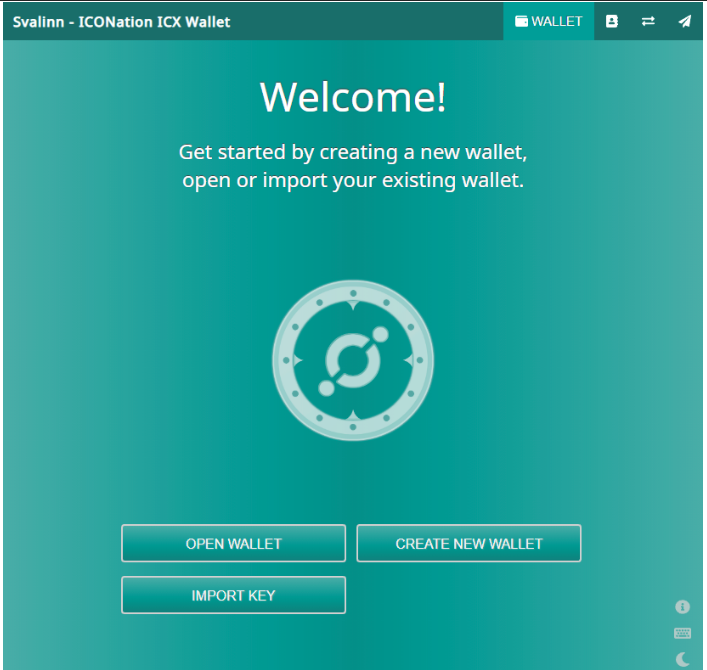 Svalinn - ICONation ICX Wallet
WALLET
Welcome!
Get started by creating a new wallet,
open or import your existing wallet.
OPEN WALLET
CREATE NEW WALLET
IMPORT KEY